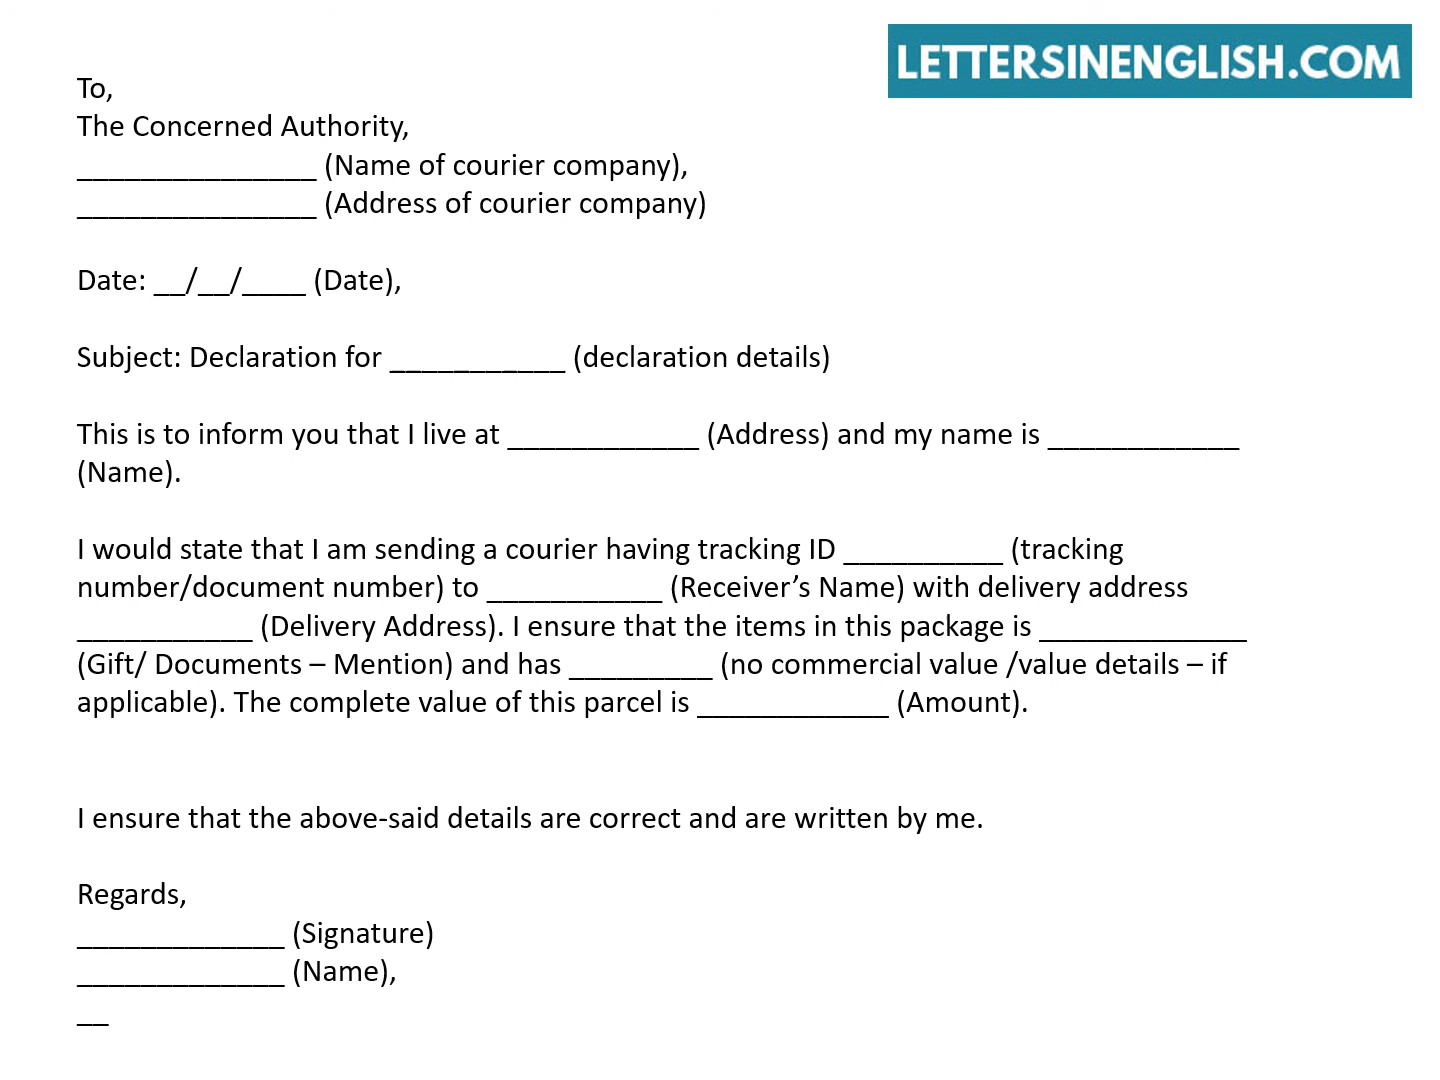 LETTERSINENGLISH.COM
To,
The Concerned Authority,
_______________ (Name of courier company),
_______________ (Address of courier company)
Date: __/__/____ (Date),
Subject: Declaration for ___________ (declaration details)
This is to inform you that I live at ____________ (Address) and my name is ____________
(Name).
I would state that I am sending a courier having tracking ID __________ (tracking
number/document number) to ___________ (Receiver’s Name) with delivery address
___________ (Delivery Address). I ensure that the items in this package is _____________
(Gift/ Documents – Mention) and has _________ (no commercial value /value details – if
applicable). The complete value of this parcel is ____________ (Amount).
I ensure that the above-said details are correct and are written by me.
Regards,
_____________ (Signature)
_____________ (Name),
__